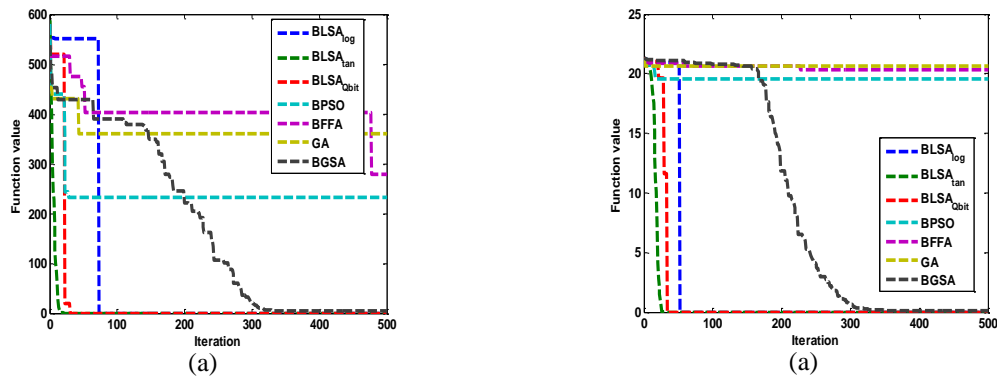 600
500
400
300
200
100
0
Function value
0 100 200 300 400 500
Iteration
BLSAlog
BLSAtan
BLSAQbit
BPSO
BFFA
GA
BGSA
(a)
25
20
15
10
5
0
Function value
0 100 200 300 400 500
Iteration
BLSAlog
BLSAtan
BLSAQbit
BPSO
BFFA
GA
BGSA
(a)